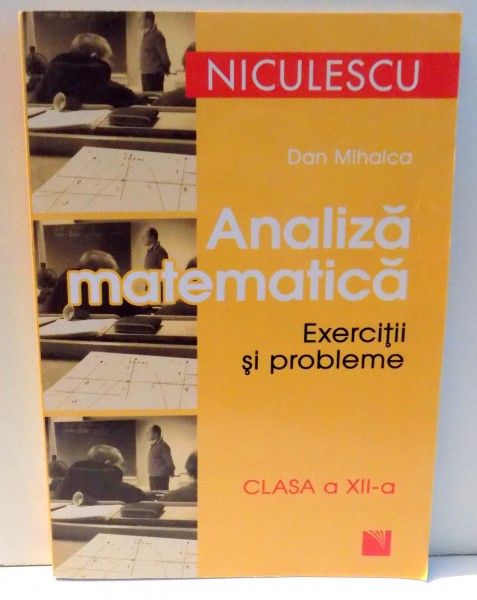 NICULESCU
Dan Mihalca
Analiză
matematică
Exerciţii
şi probleme
CLASA a XII-a